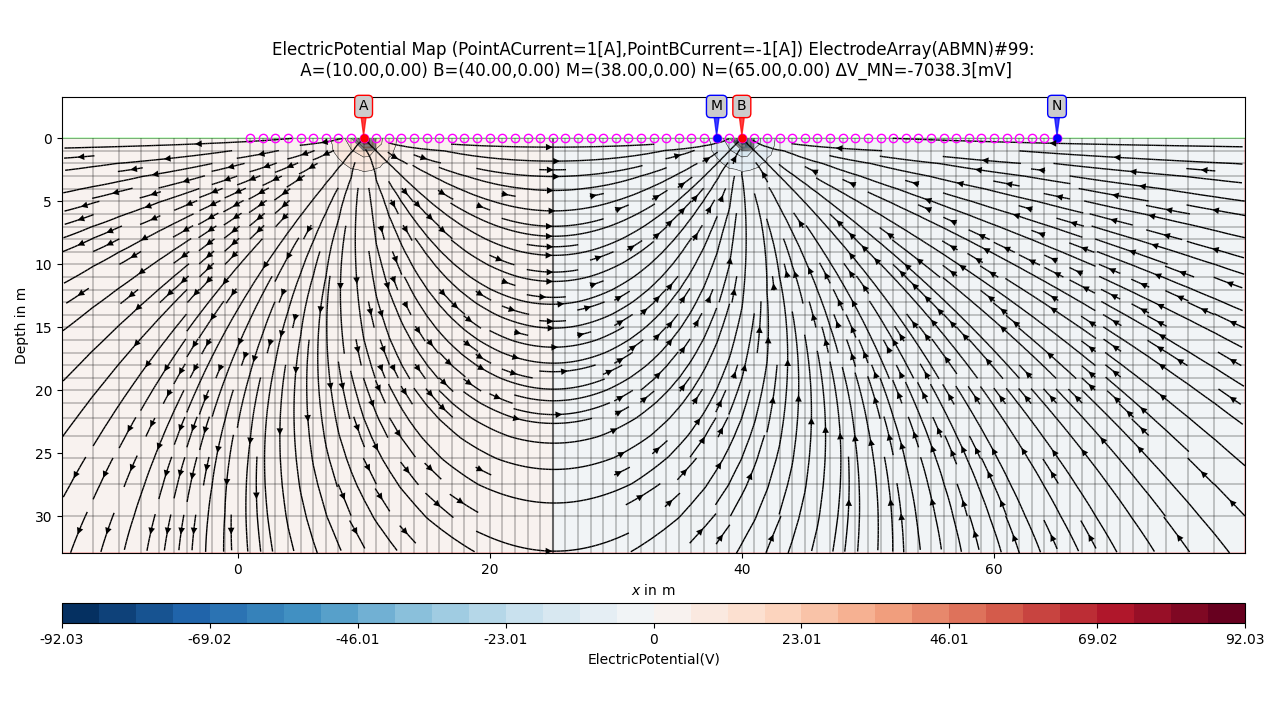 ElectricPotential Map (PointACurrent=1[A],PointBCurrent=-1[A]) ElectrodeArray(ABMN)#99:
A=(10.00,0.00) B=(40.00,0.00) M=(38.00,0.00) N=(65.00,0.00) ΔV_MN=-7038.3[mV]
A M B N
0
5
10
15
20
25
30
Depth in m
0 20 40 60
x in m
-92.03 -69.02 -46.01 -23.01 0 23.01 46.01 69.02 92.03
ElectricPotential(V)